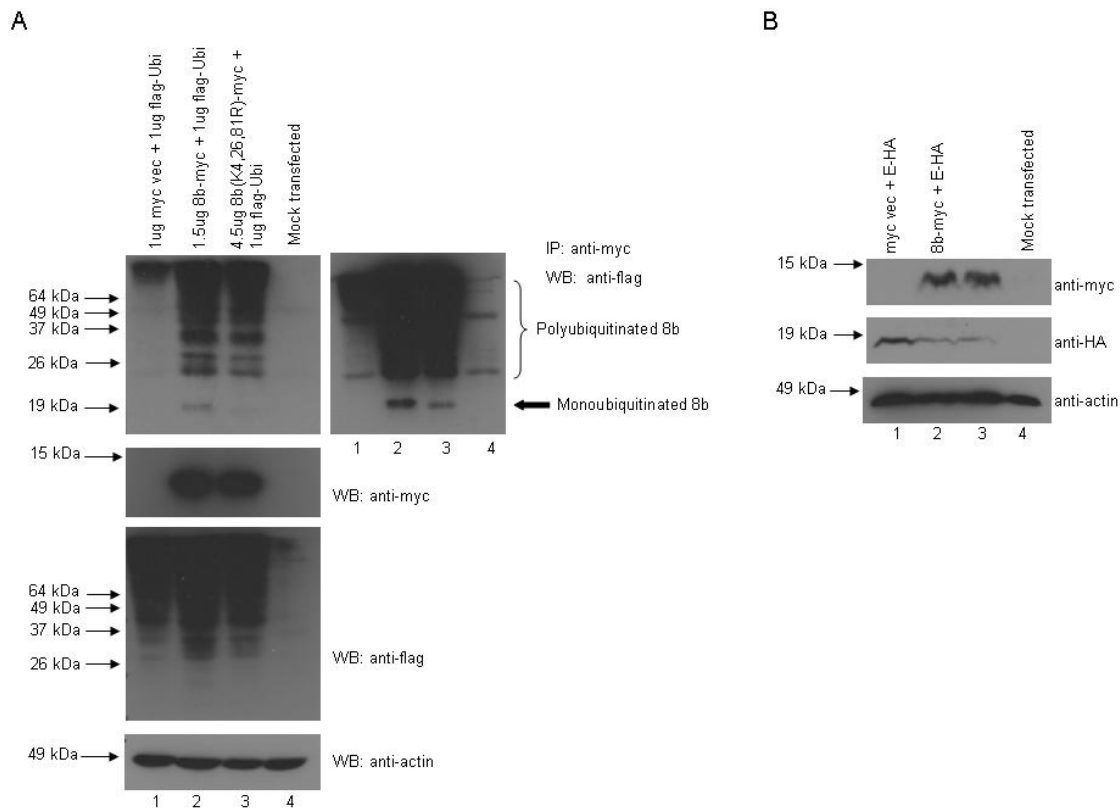 A
1ug myc vec + 1ug flag-Ubi
1.5ug 8b-myc + 1ug flag-Ubi
4.5ug 8b(K4,26,81R)-myc +
1ug flag-Ubi
Mock transfected
64 kDa
49 kDa
37 kDa
26 kDa
19 kDa
IP: anti-myc
WB: anti-flag
Polyubiquitinated 8b
Monoubiquitinated 8b
1 2 3 4
15 kDa
WB: anti-myc
64 kDa
49 kDa
37 kDa
26 kDa
WB: anti-flag
49 kDa
WB: anti-actin
1 2 3 4
B
myc vec + E-HA
8b-myc + E-HA
Mock transfected
15 kDa
anti-myc
19 kDa
anti-HA
49 kDa
anti-actin
1 2 3 4